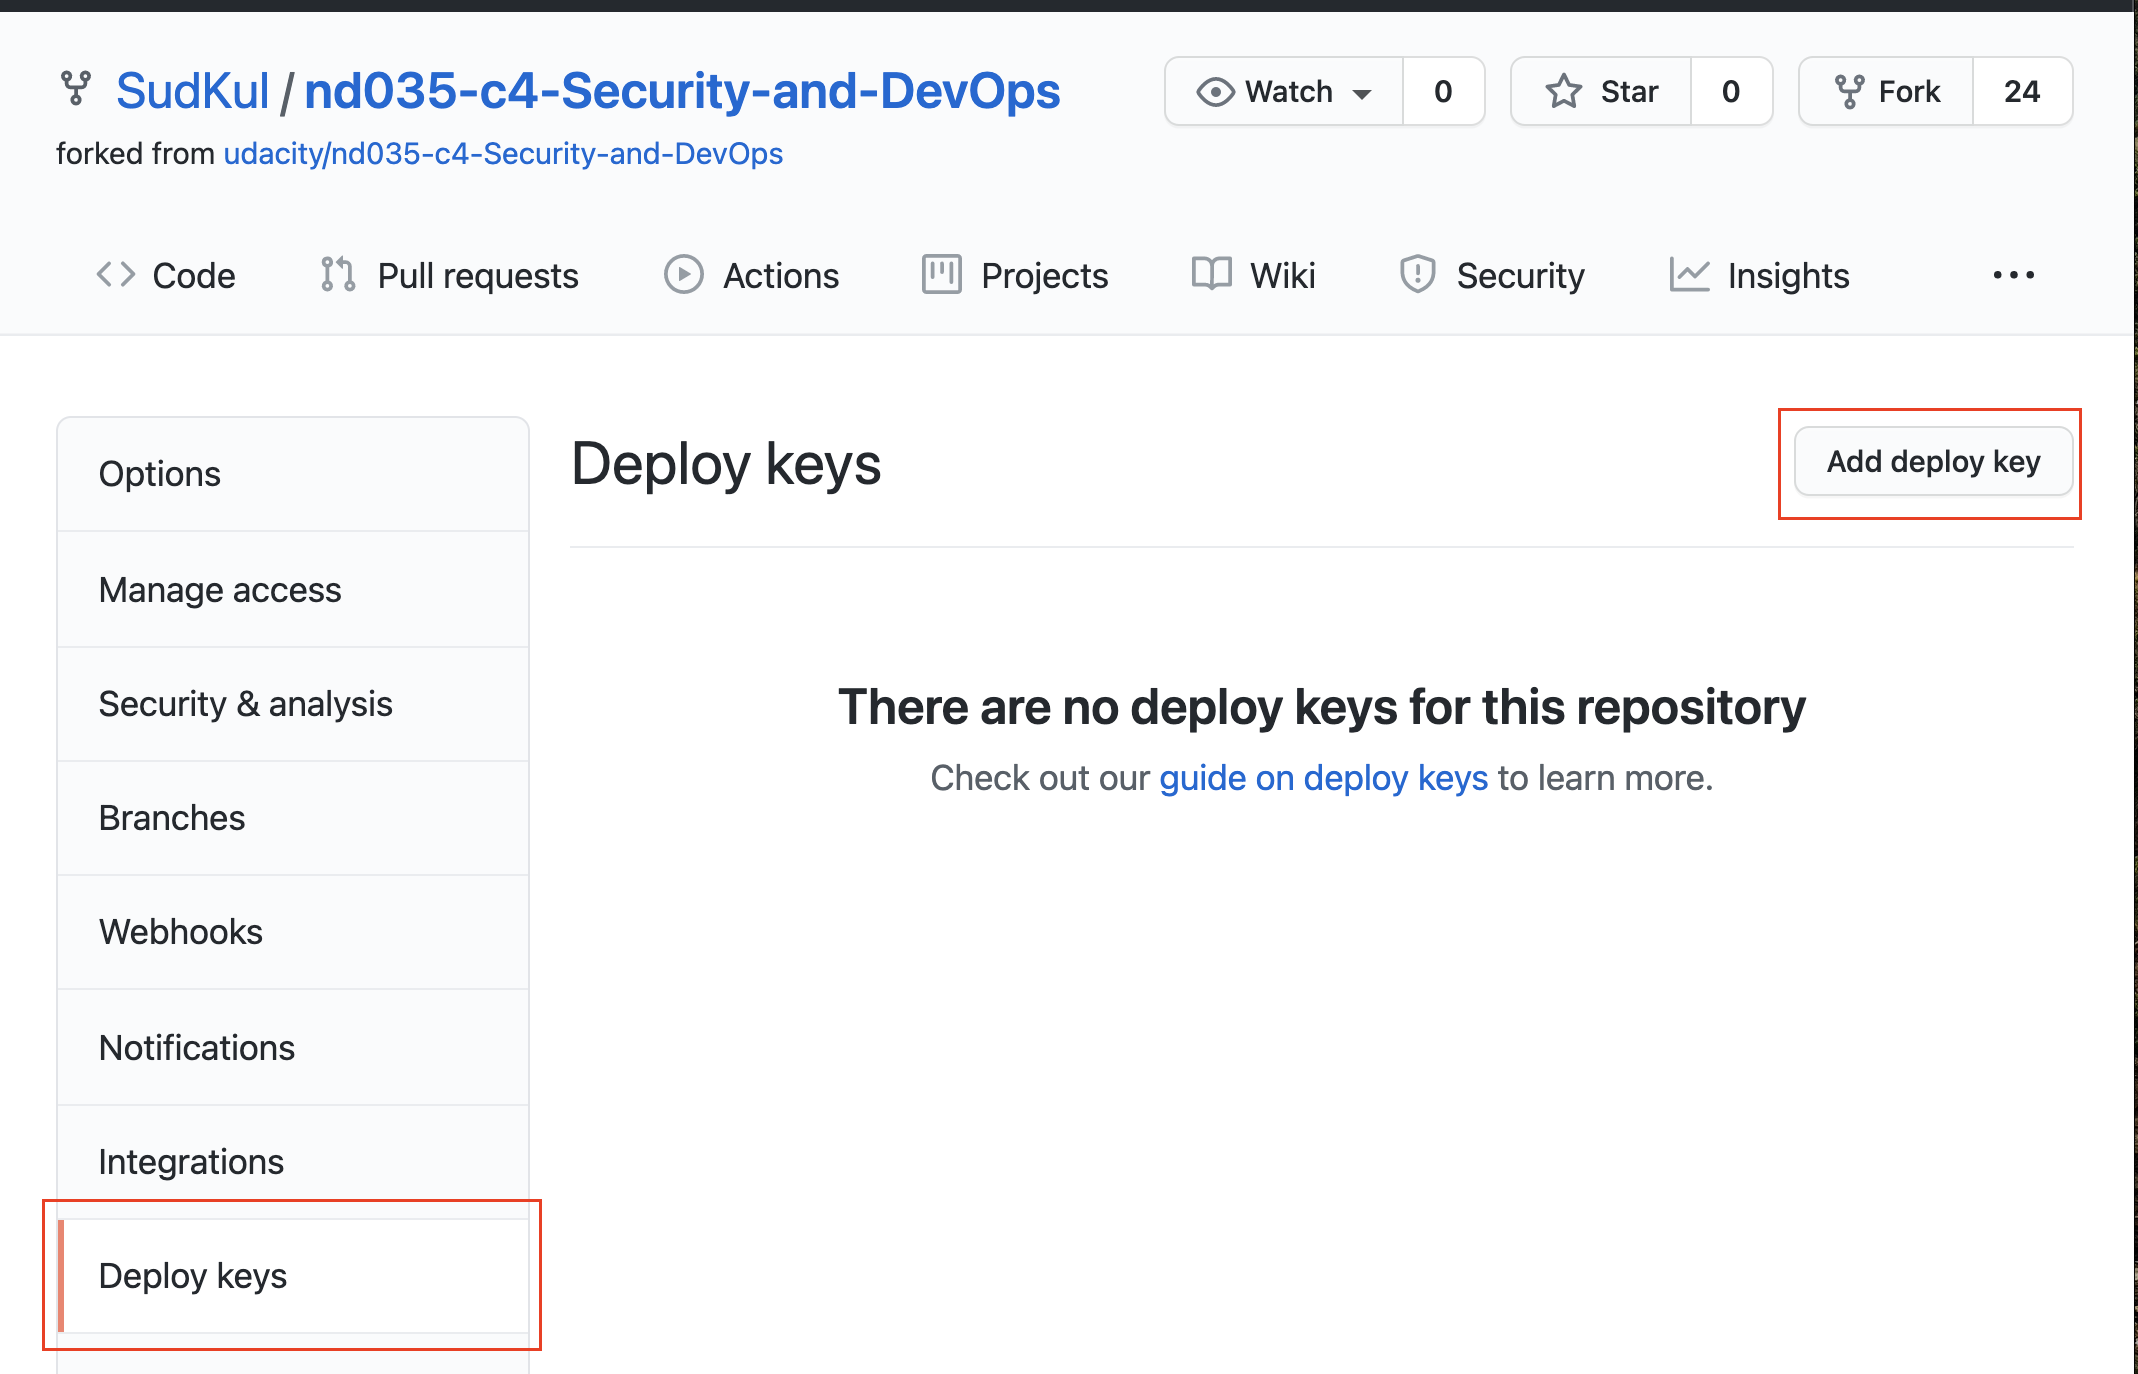 SudKul / nd035-c4-Security-and-DevOps
Watch 0 Star 0 Fork 24
forked from udacity/nd035-c4-Security-and-DevOps
Code Pull requests Actions Projects Wiki Security Insights ...
Options
Manage access
Security & analysis
Branches
Webhooks
Notifications
Integrations
Deploy keys
Deploy keys
Add deploy key
There are no deploy keys for this repository
Check out our guide on deploy keys to learn more.